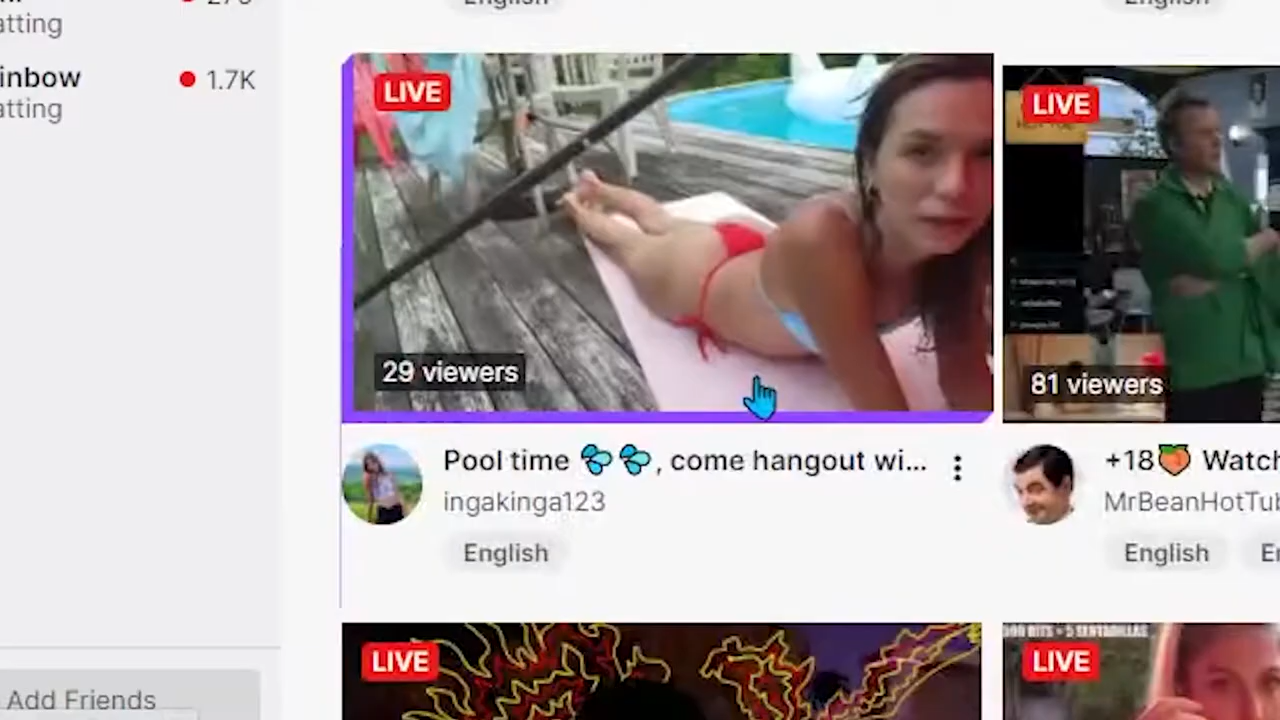 English
English
atting
inbow
1.7K
atting
LIVE
29 viewers
Pool time 💦💦, come hangout wi...
ingakinga123
English
LIVE
81 viewers
+18🍑 Watch
MrBeanHotTub
English
LIVE
LIVE
Add Friends